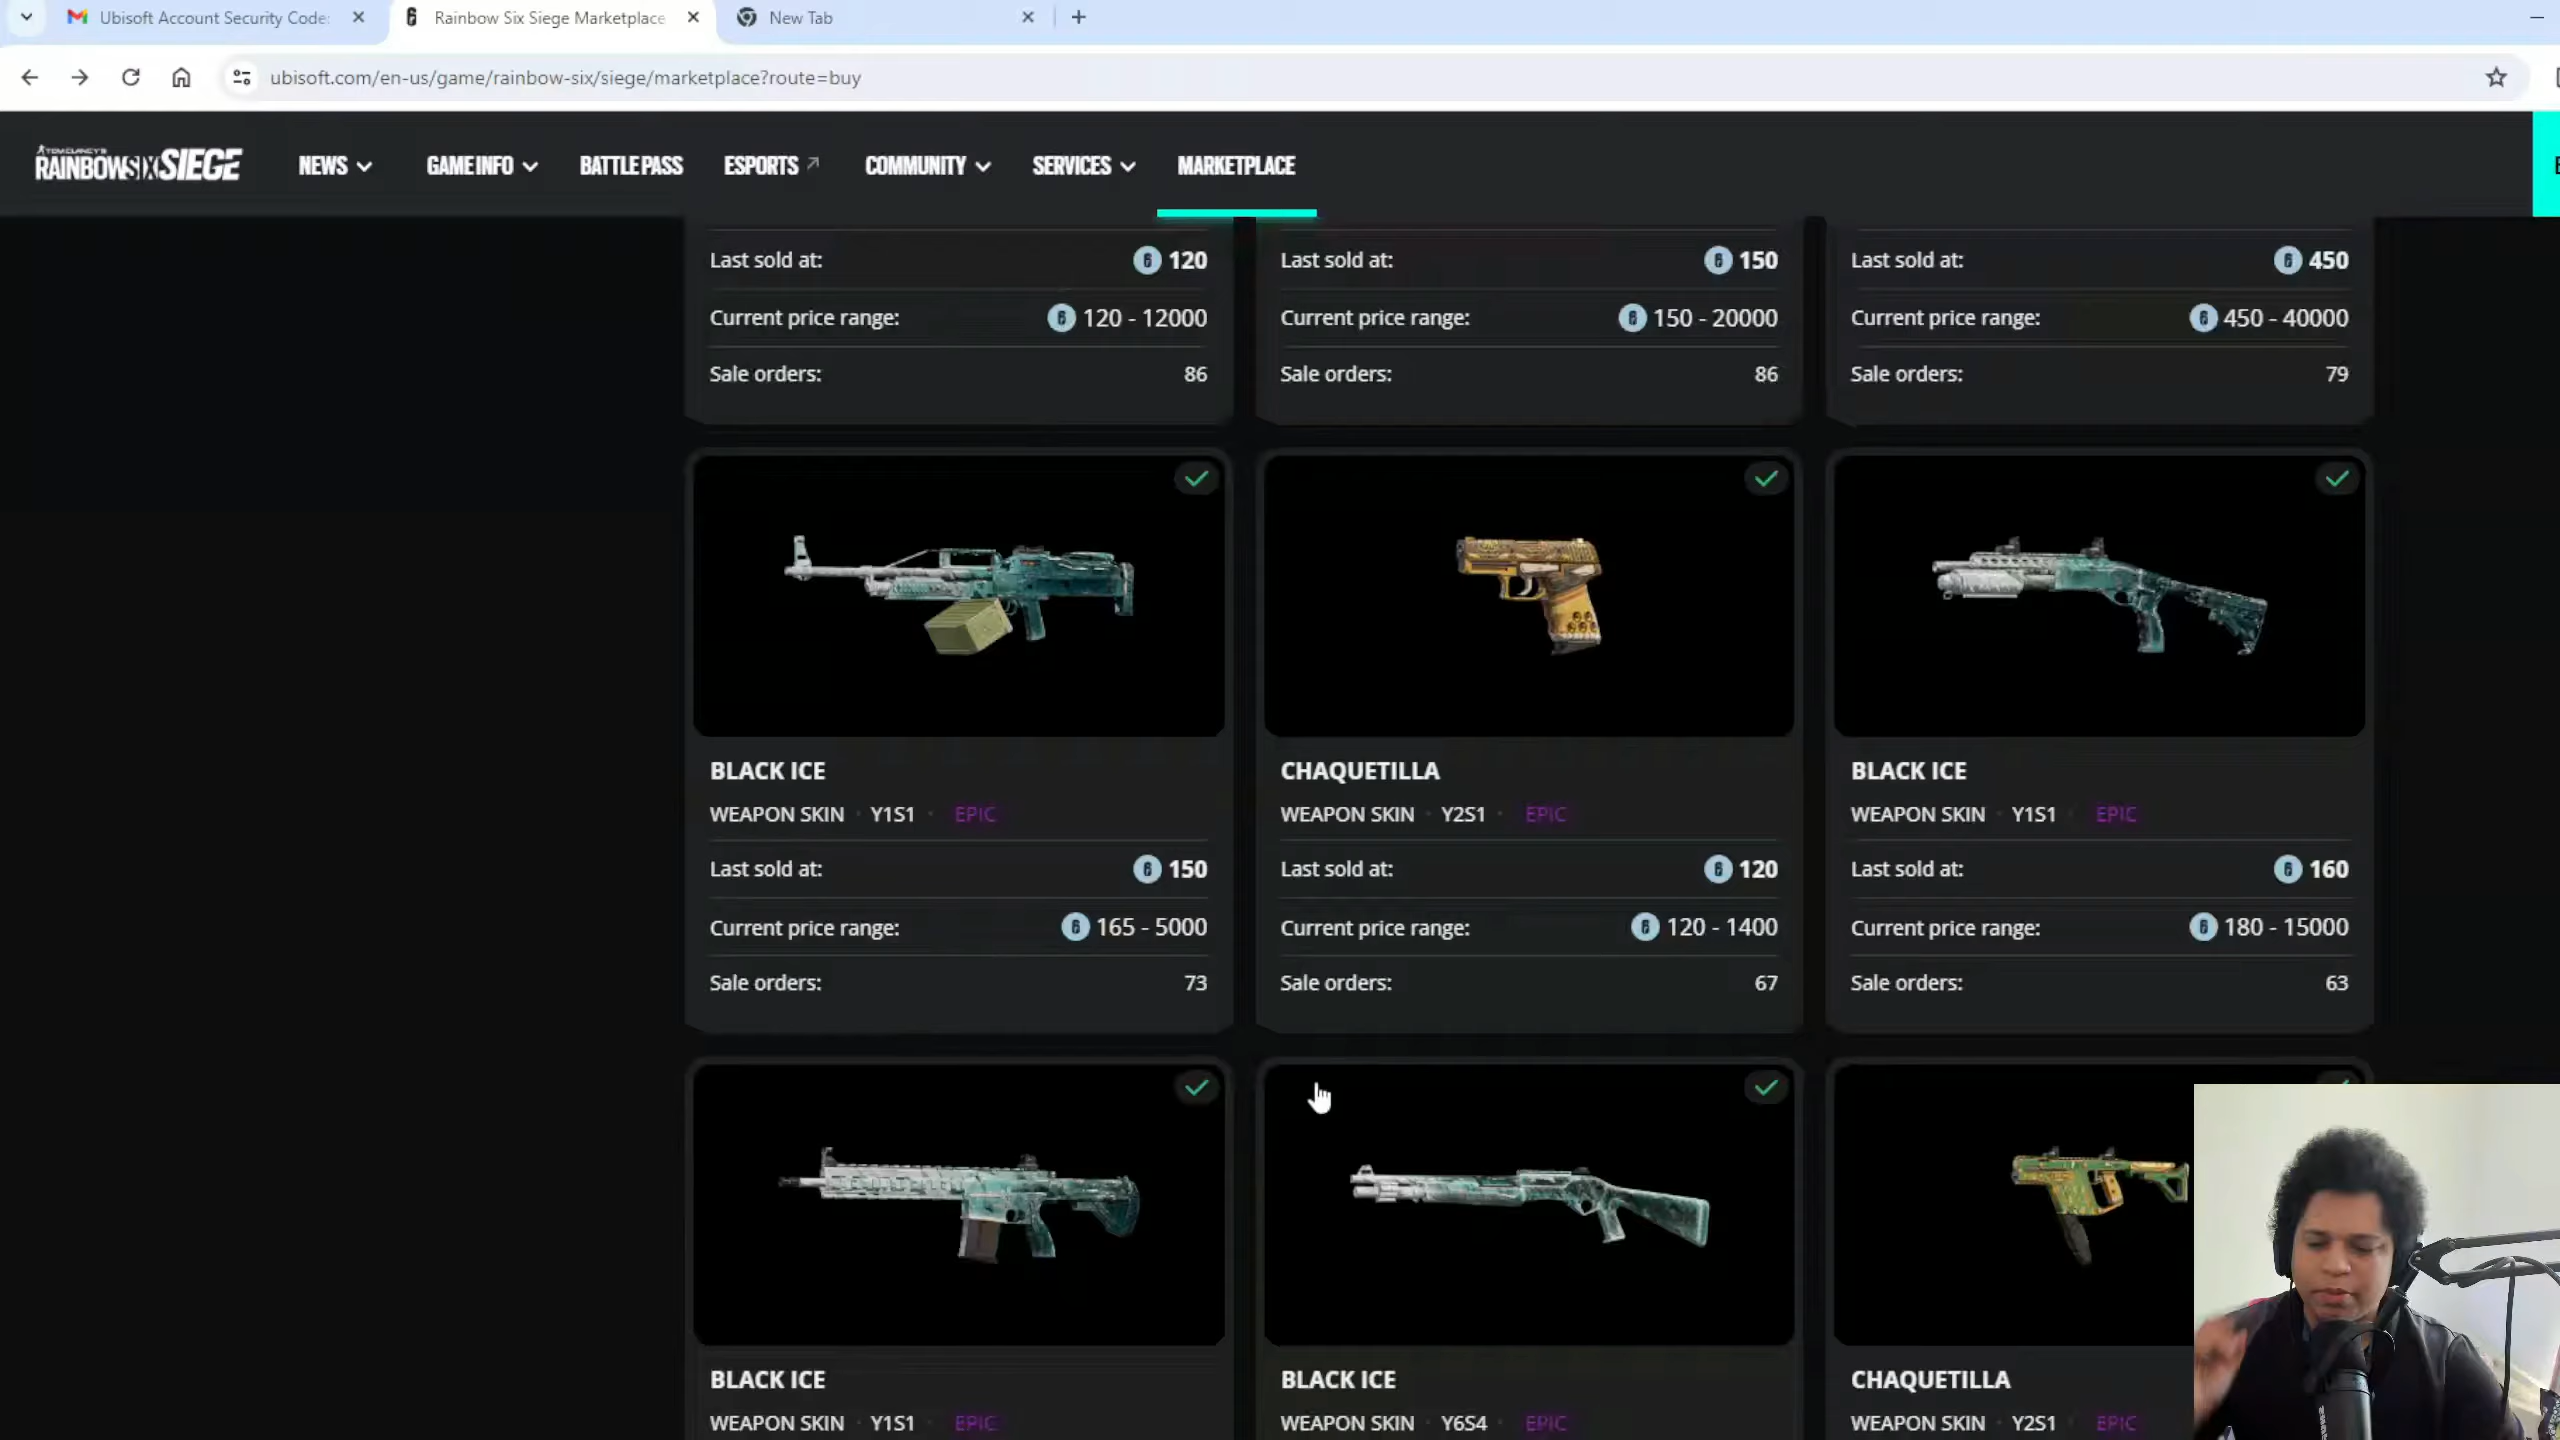 Ubisoft Account Security Code:
Rainbow Six Siege Marketplace
New Tab
ubisoft.com/en-us/game/rainbow-six/siege/marketplace?route=buy
TOM CLANCY'S
RAINBOWSIX SIEGE
NEWS
GAME INFO
BATTLE PASS
ESPORTS
COMMUNITY
SERVICES
MARKETPLACE
Last sold at: 120
Last sold at: 150
Last sold at: 450
Current price range: 120 - 12000
Current price range: 150 - 20000
Current price range: 450 - 40000
Sale orders: 86
Sale orders: 86
Sale orders: 79
BLACK ICE
WEAPON SKIN · Y1S1 · EPIC
Last sold at: 150
Current price range: 165 - 5000
Sale orders: 73
CHAQUETILLA
WEAPON SKIN · Y2S1 · EPIC
Last sold at: 120
Current price range: 120 - 1400
Sale orders: 67
BLACK ICE
WEAPON SKIN · Y1S1 · EPIC
Last sold at: 160
Current price range: 180 - 15000
Sale orders: 63
BLACK ICE
WEAPON SKIN · Y1S1 · EPIC
BLACK ICE
WEAPON SKIN · Y6S4 · EPIC
CHAQUETILLA
WEAPON SKIN · Y2S1 · EPIC